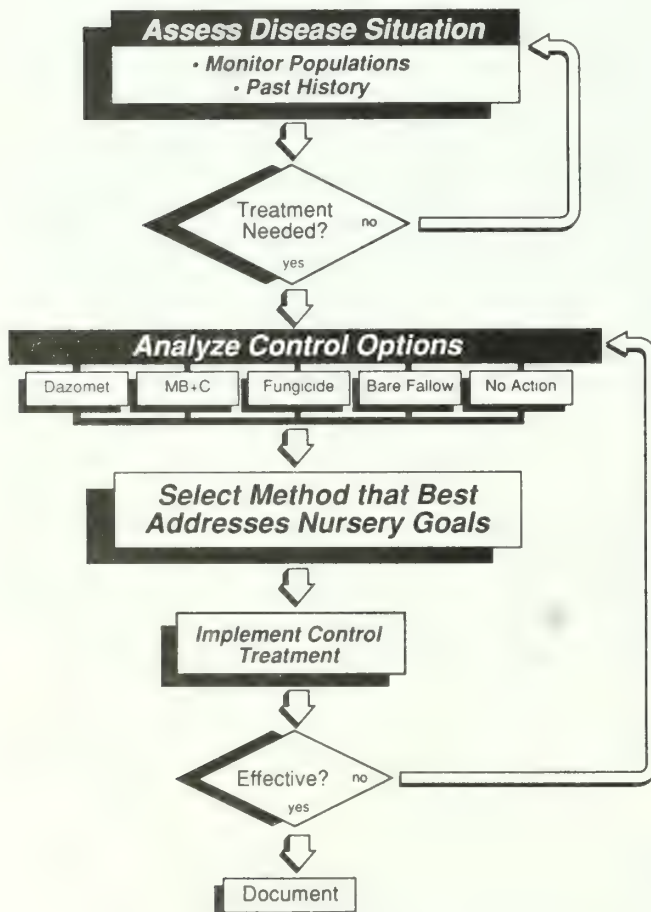 Assess Disease Situation
• Monitor Populations
• Past History
Treatment
Needed?
no
yes
Analyze Control Options
Dazomet
MB+C
Fungicide
Bare Fallow
No Action
Select Method that Best
Addresses Nursery Goals
Implement Control
Treatment
Effective?
no
yes
Document